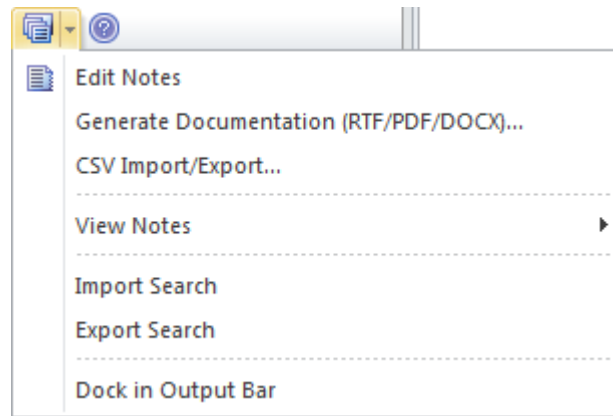 Edit Notes
Generate Documentation (RTF/PDF/DOCX)...
CSV Import/Export...
View Notes
Import Search
Export Search
Dock in Output Bar